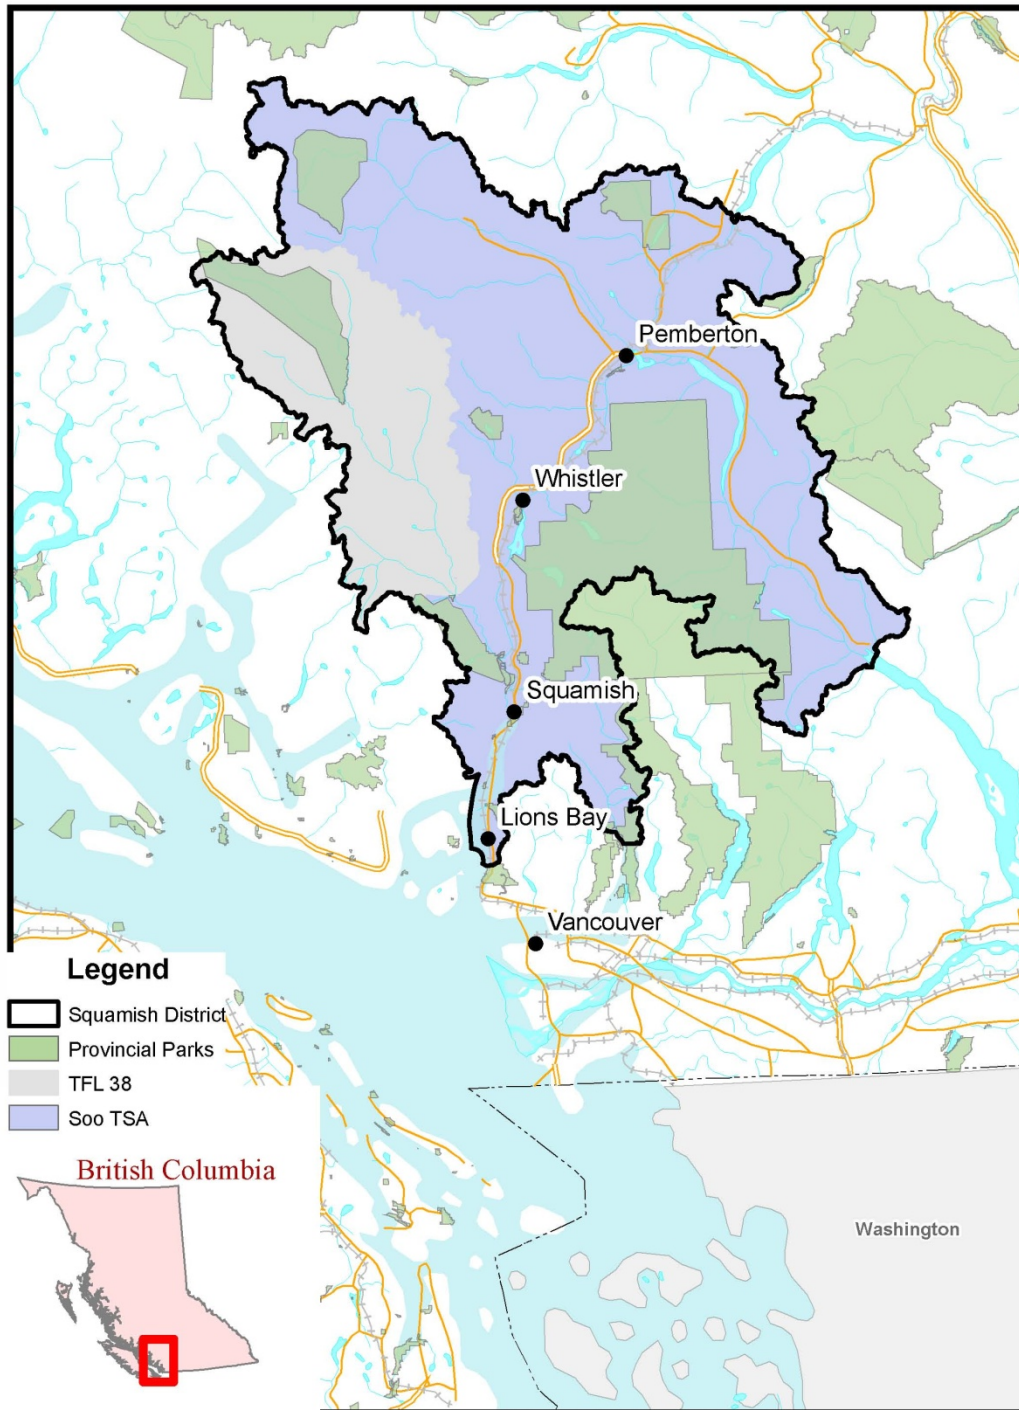 Pemberton
Whistler
Squamish
Lions Bay
Vancouver
Legend
Squamish District
Provincial Parks
TFL 38
Soo TSA
British Columbia
Washington